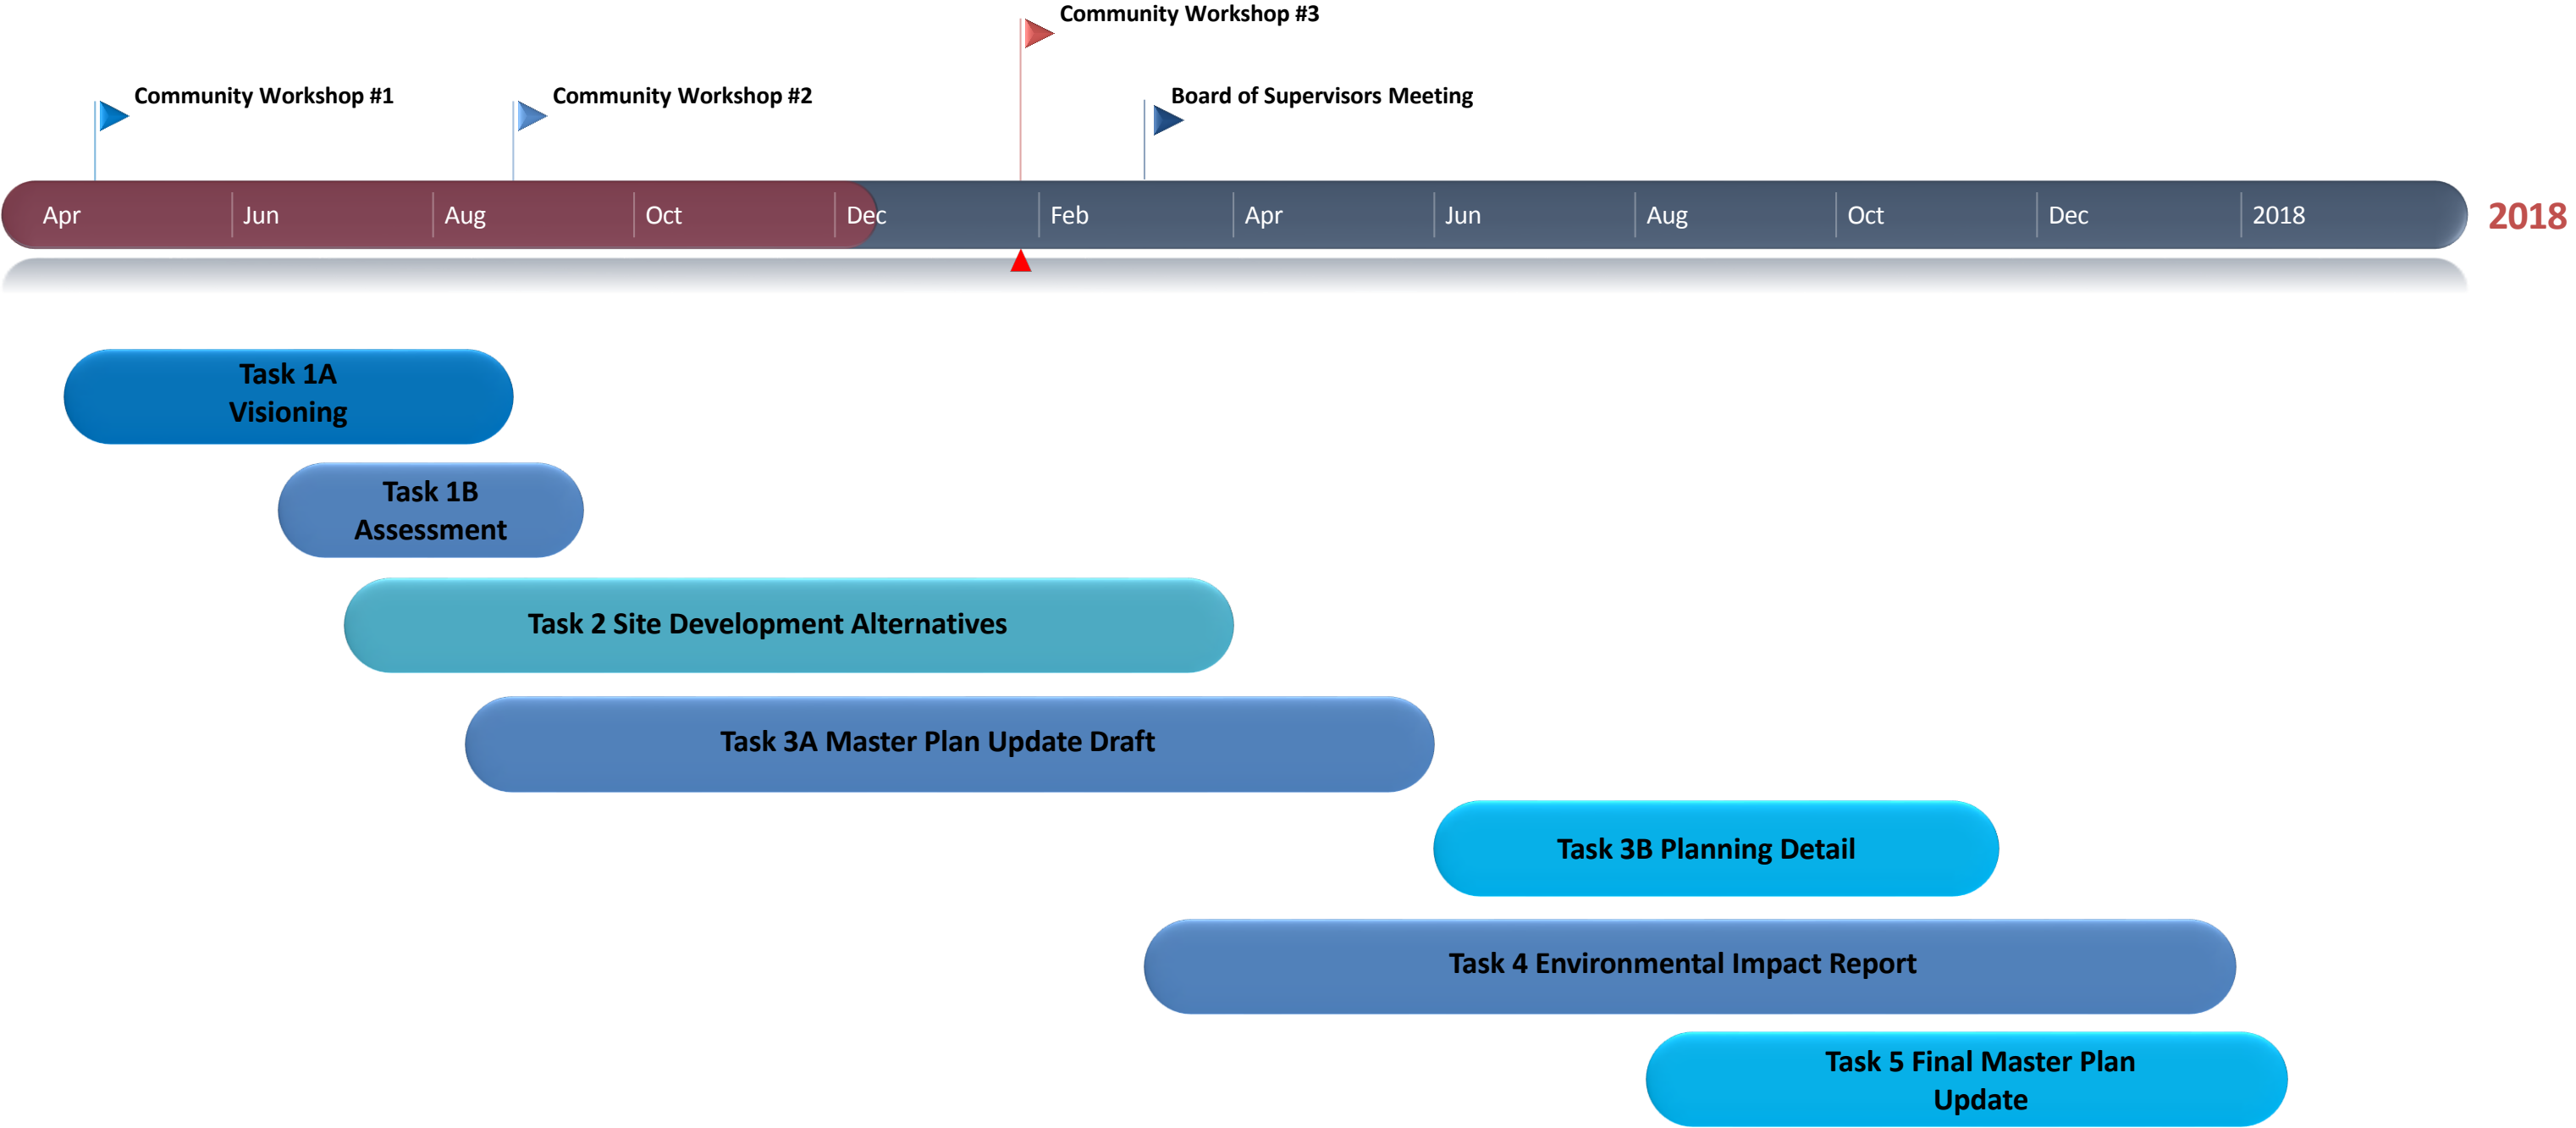 Community Workshop #3
Community Workshop #1
Community Workshop #2
Board of Supervisors Meeting
Apr
Jun
Aug
Oct
Dec
Feb
Apr
Jun
Aug
Oct
Dec
2018
2018
Task 1A
Visioning
Task 1B
Assessment
Task 2 Site Development Alternatives
Task 3A Master Plan Update Draft
Task 3B Planning Detail
Task 4 Environmental Impact Report
Task 5 Final Master Plan
Update